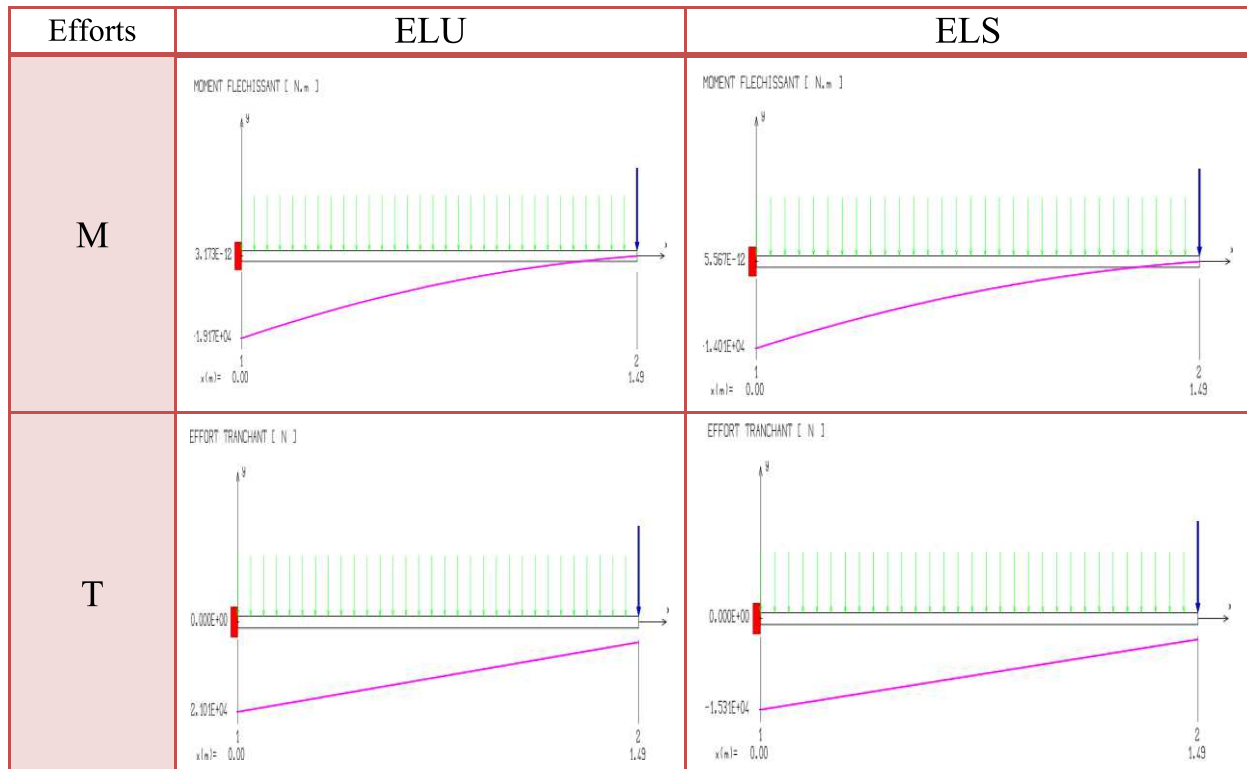 Efforts ELU ELS
M
MOMENT FLECHISSANT [ N.m ]
y
3.173E-12
x
-1.917E+04
1 2
x(m)= 0.00 1.49
MOMENT FLECHISSANT [ N.m ]
y
5.567E-12
x
-1.401E+04
1 2
x(m)= 0.00 1.49
T
EFFORT TRANCHANT [ N ]
y
0.000E+00
x
2.101E+04
1 2
x(m)= 0.00 1.49
EFFORT TRANCHANT [ N ]
y
0.000E+00
x
-1.531E+04
1 2
x(m)= 0.00 1.49